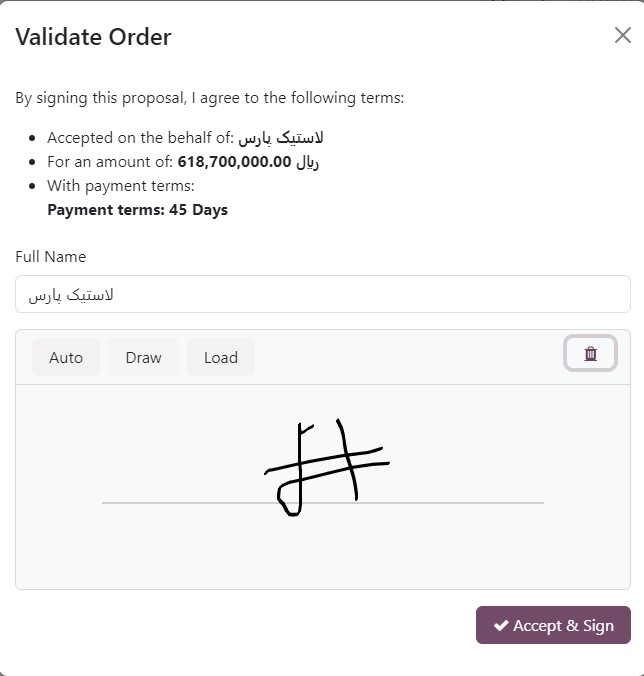 Validate Order
By signing this proposal, I agree to the following terms:
Accepted on the behalf of: لاستیک پارس
For an amount of: 618,700,000.00 ریال
With payment terms:
Payment terms: 45 Days
Full Name
لاستیک پارس
Auto Draw Load
Accept & Sign